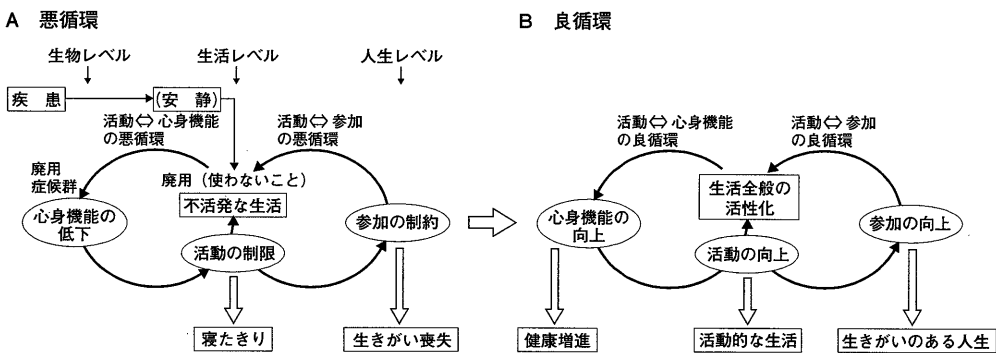 A 悪循環
生物レベル
生活レベル
人生レベル
疾 患
(安 静)
活動⇔心身機能
の悪循環
活動⇔参加
の悪循環
廃用
症候群
廃用(使わないこと)
不活発な生活
心身機能の
低下
活動の制限
参加の制約
寝たきり
生きがい喪失
B 良循環
活動⇔心身機能
の良循環
活動⇔参加
の良循環
生活全般の
活性化
心身機能の
向上
活動の向上
参加の向上
健康増進
活動的な生活
生きがいのある人生